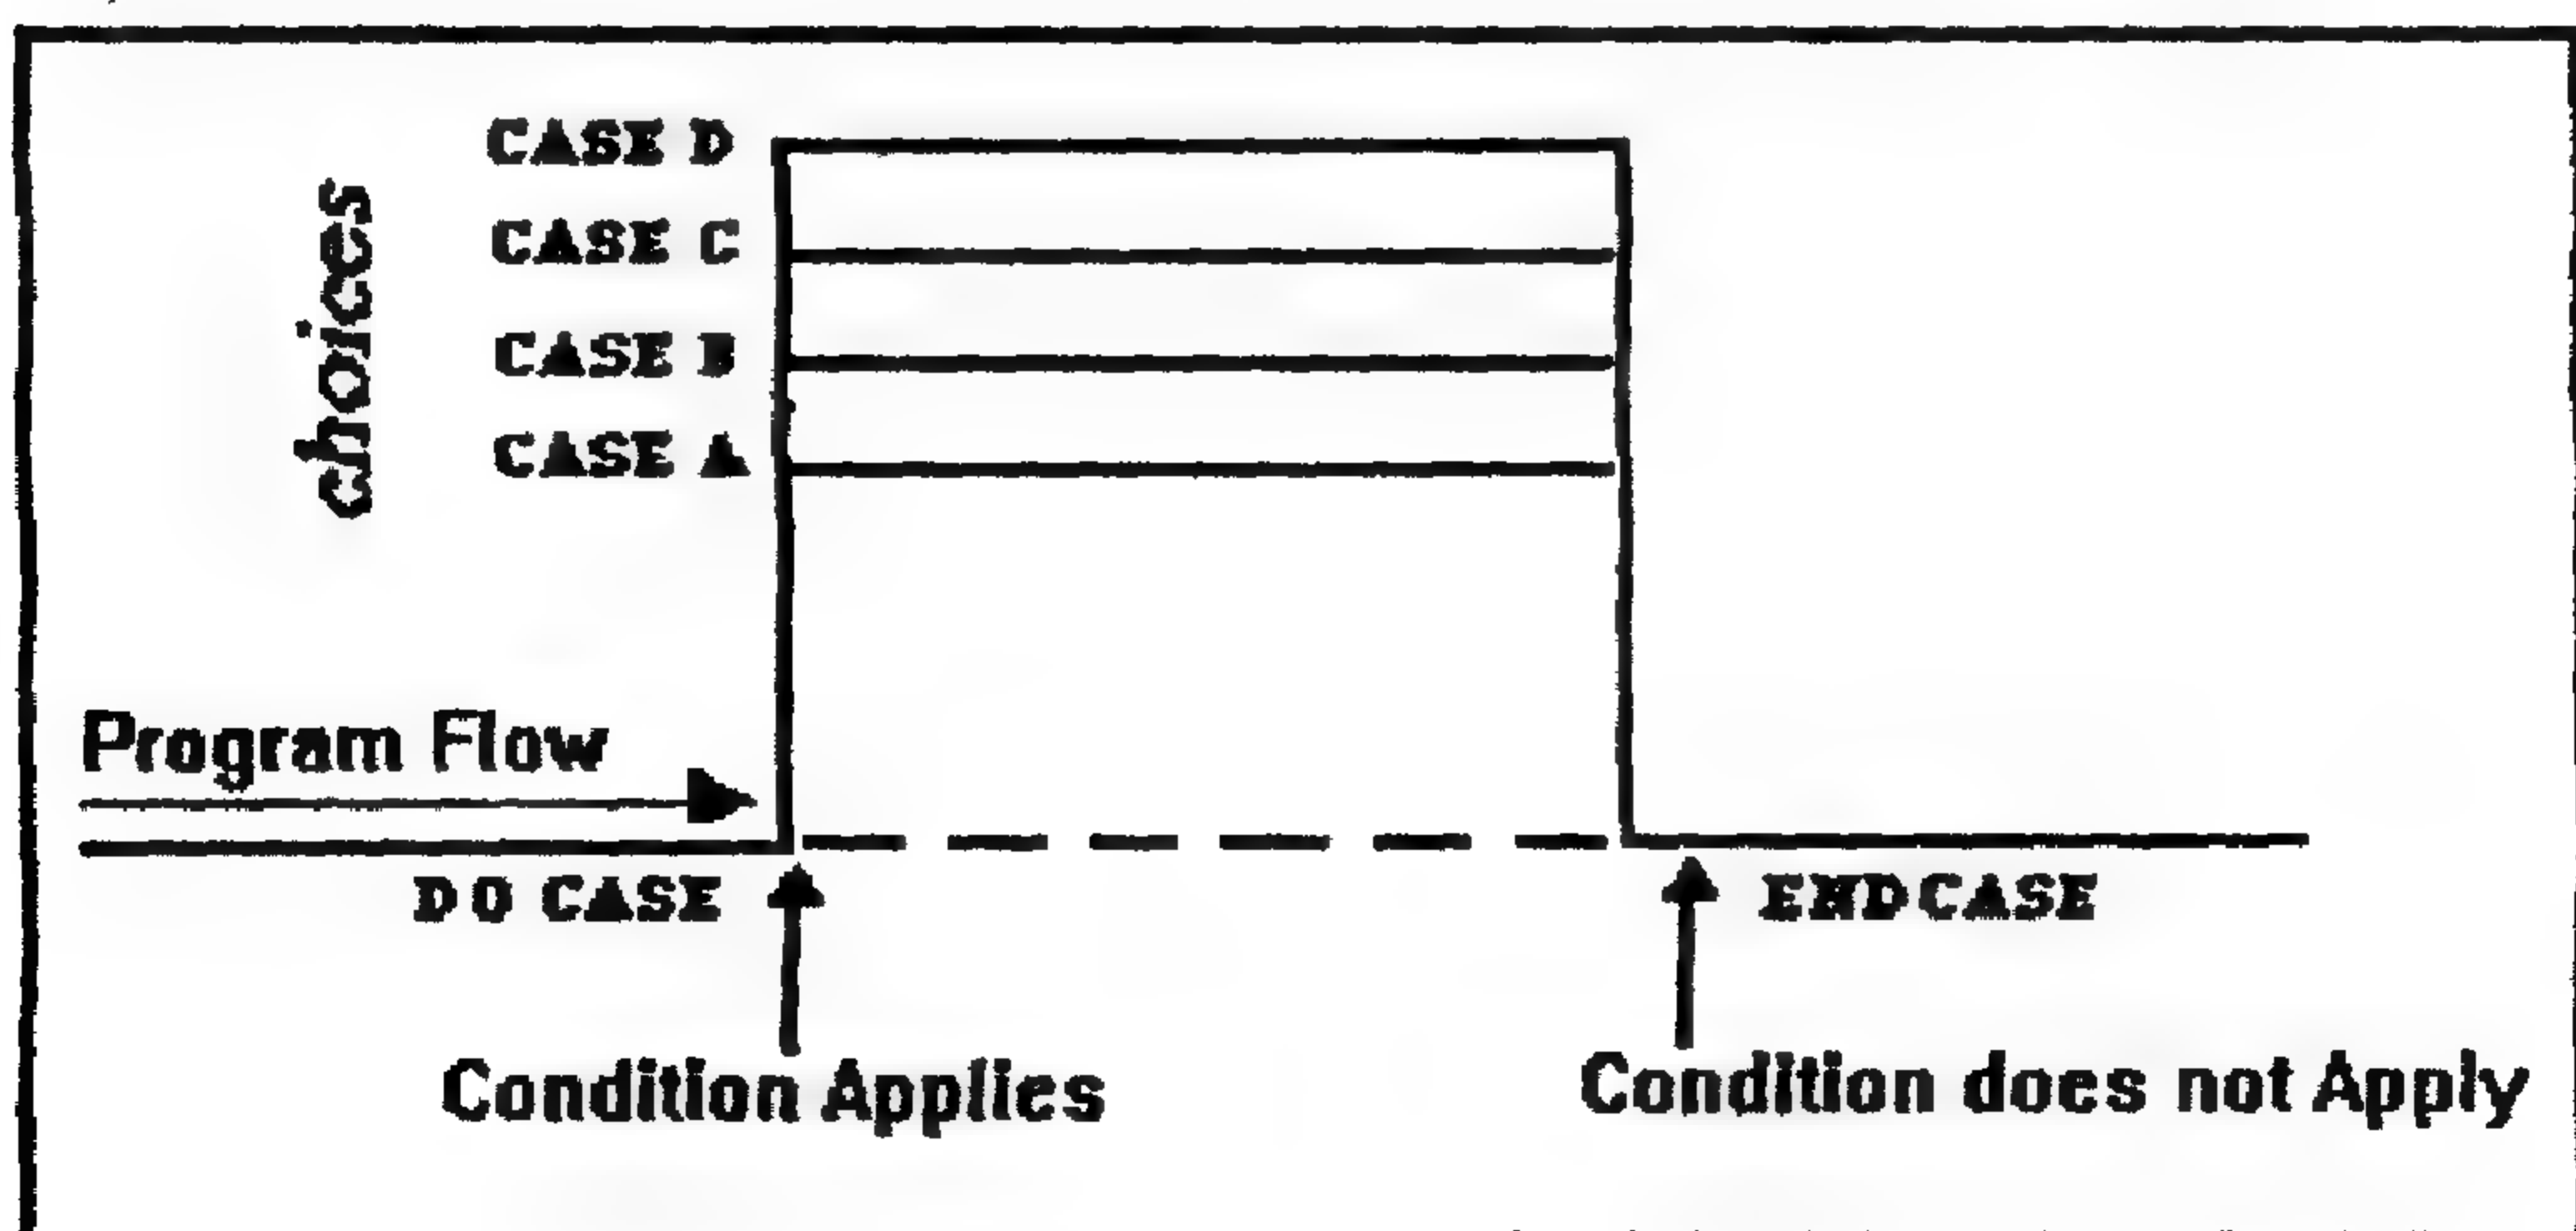 CASE D
CASE C
CASE B
CASE A
choices
Program Flow
DO CASE
ENDCASE
Condition Applies
Condition does not Apply